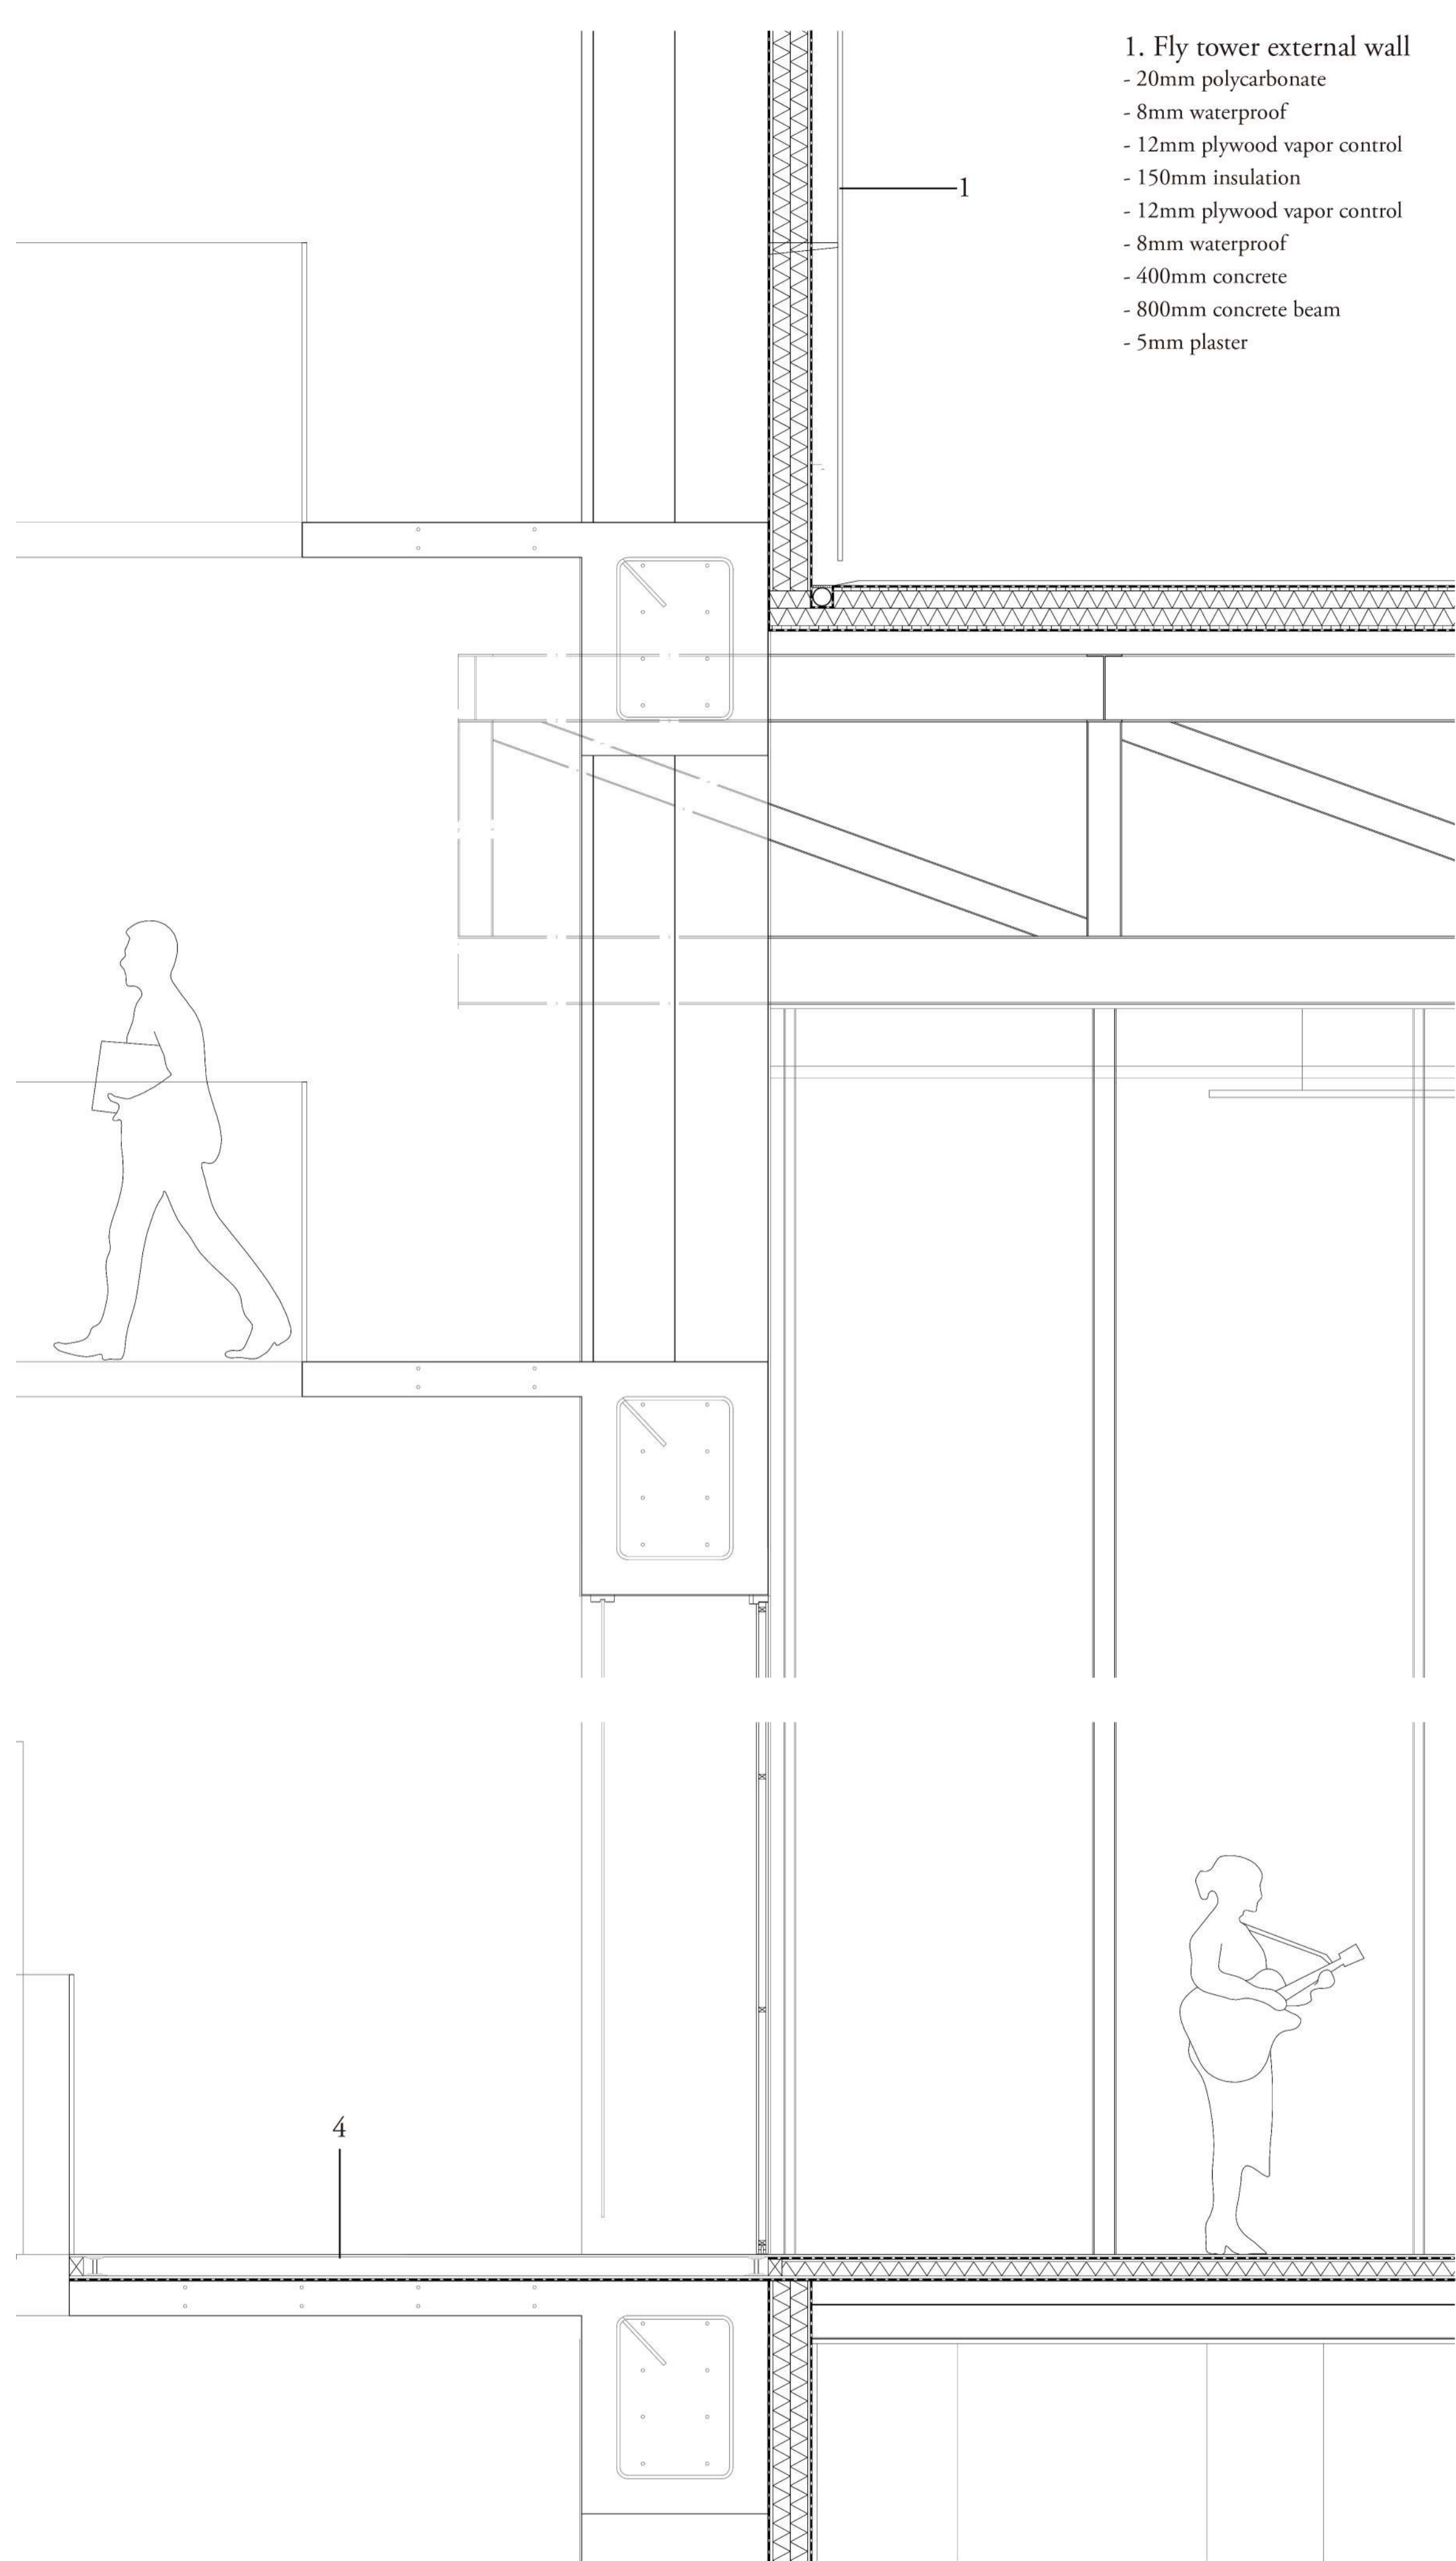 1. Fly tower external wall
- 20mm polycarbonate
- 8mm waterproof
- 12mm plywood vapor control
- 150mm insulation
- 12mm plywood vapor control
- 8mm waterproof
- 400mm concrete
- 800mm concrete beam
- 5mm plaster
1
4